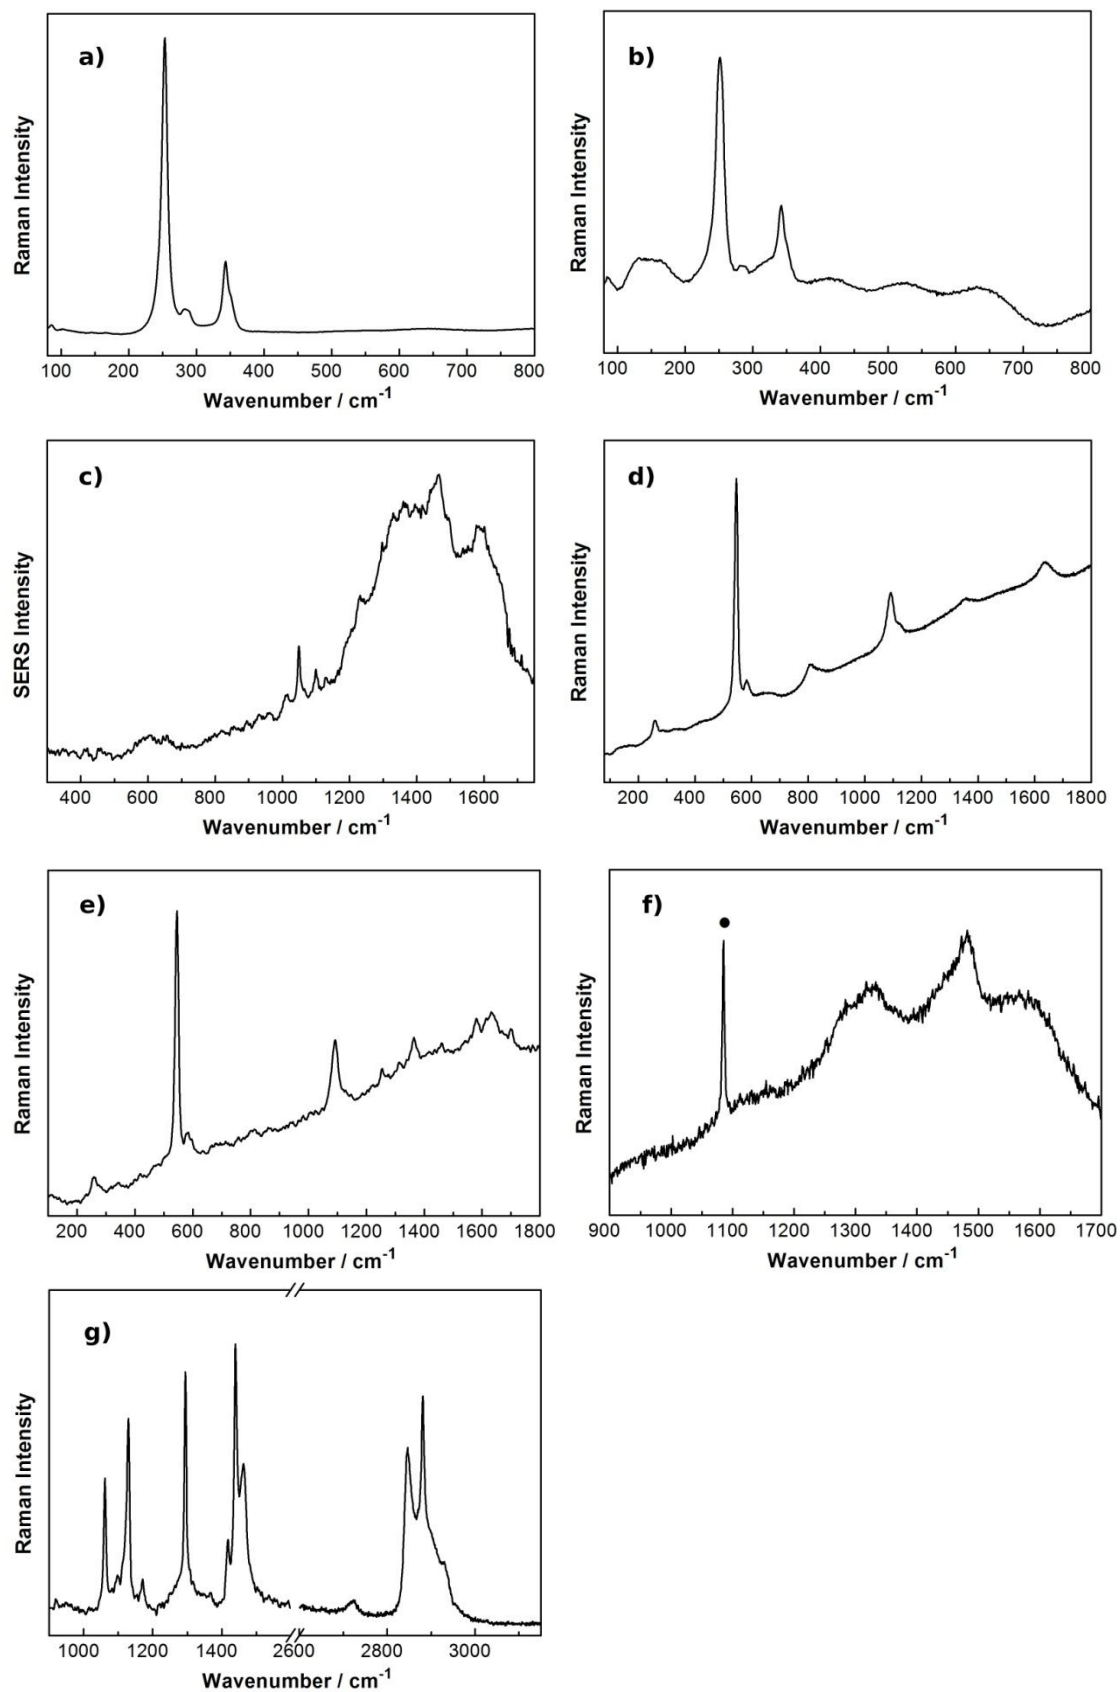 a)
Raman Intensity
100 200 300 400 500 600 700 800
Wavenumber / cm-1
b)
Raman Intensity
100 200 300 400 500 600 700 800
Wavenumber / cm-1
c)
SERS Intensity
400 600 800 1000 1200 1400 1600
Wavenumber / cm-1
d)
Raman Intensity
200 400 600 800 1000 1200 1400 1600 1800
Wavenumber / cm-1
e)
Raman Intensity
200 400 600 800 1000 1200 1400 1600 1800
Wavenumber / cm-1
f)
Raman Intensity
900 1000 1100 1200 1300 1400 1500 1600 1700
Wavenumber / cm-1
g)
Raman Intensity
1000 1200 1400 2600 2800 3000
Wavenumber / cm-1